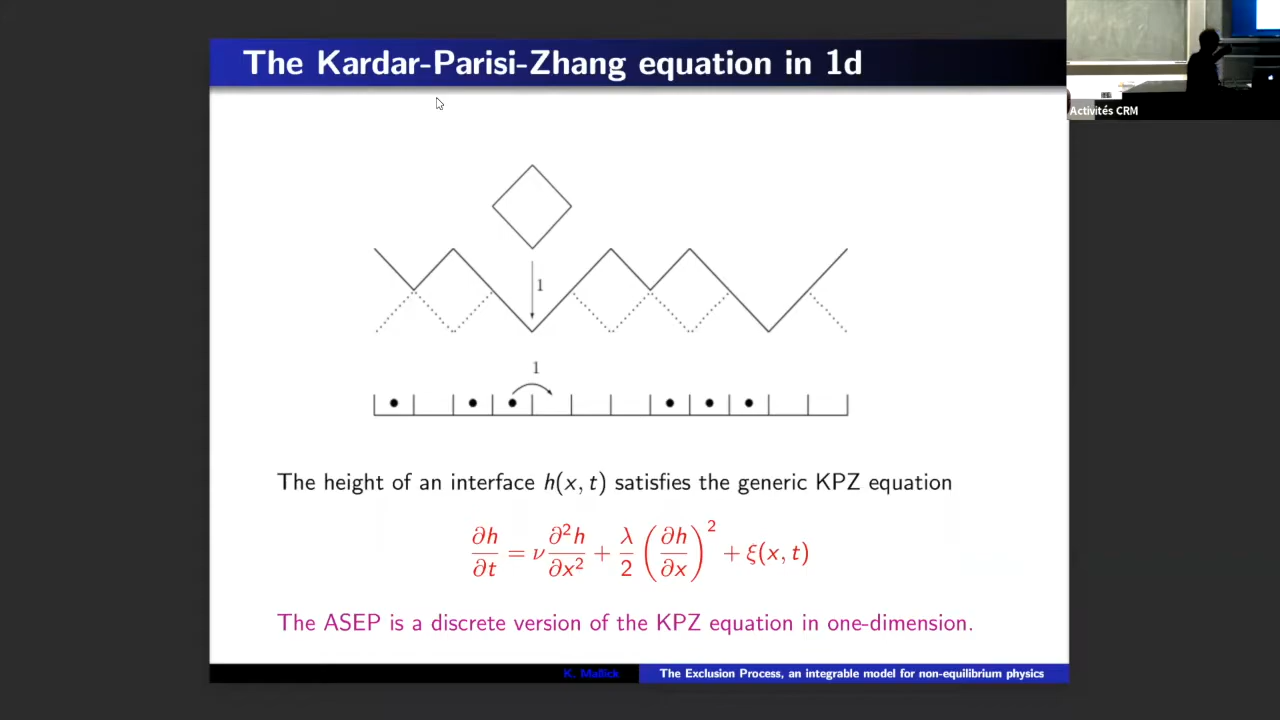 The Kardar-Parisi-Zhang equation in 1d
Activités CRM
1
1
The height of an interface h(x, t) satisfies the generic KPZ equation
∂h/∂t = ν ∂²h/∂x² + λ/2 (∂h/∂x)² + ξ(x, t)
The ASEP is a discrete version of the KPZ equation in one-dimension.
K. Mallick The Exclusion Process, an integrable model for non-equilibrium physics